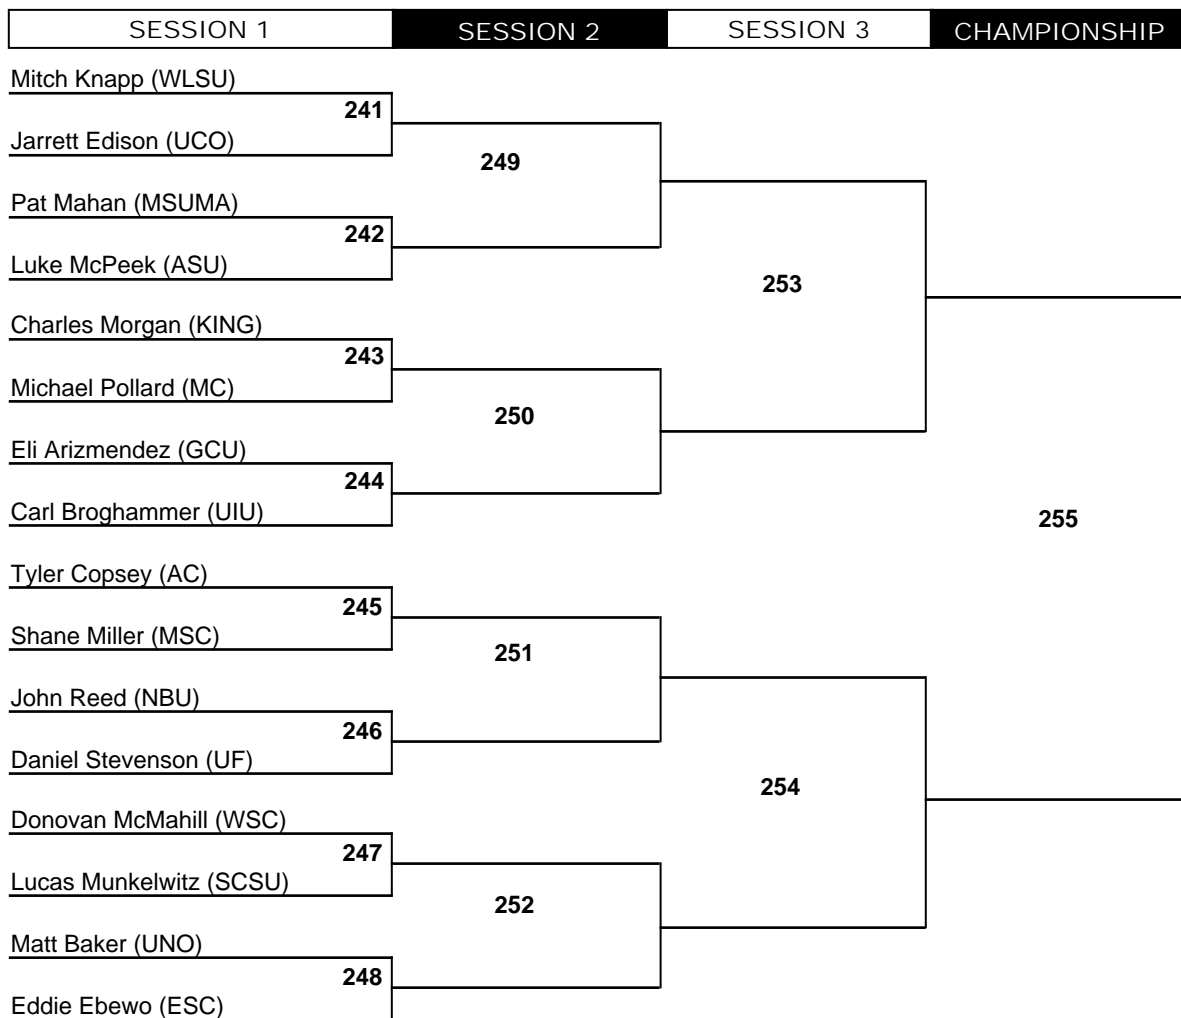 SESSION 1 SESSION 2 SESSION 3 CHAMPIONSHIP
Mitch Knapp (WLSU)
241
Jarrett Edison (UCO)
249
Pat Mahan (MSUMA)
242
Luke McPeek (ASU)
253
Charles Morgan (KING)
243
Michael Pollard (MC)
250
Eli Arizmendez (GCU)
244
Carl Broghammer (UIU)
255
Tyler Copsey (AC)
245
Shane Miller (MSC)
251
John Reed (NBU)
246
Daniel Stevenson (UF)
254
Donovan McMahill (WSC)
247
Lucas Munkelwitz (SCSU)
252
Matt Baker (UNO)
248
Eddie Ebewo (ESC)